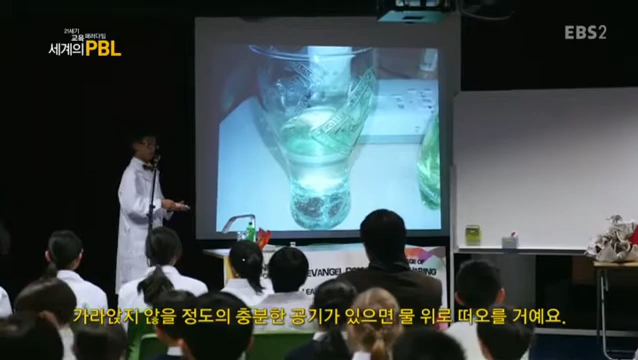 21세기
교육 패러다임
세계의 PBL
EBS2
EVANGEL
카라앉지 않을 정도의 충분한 공기가 있으면 물 위로 떠오를 거예요.